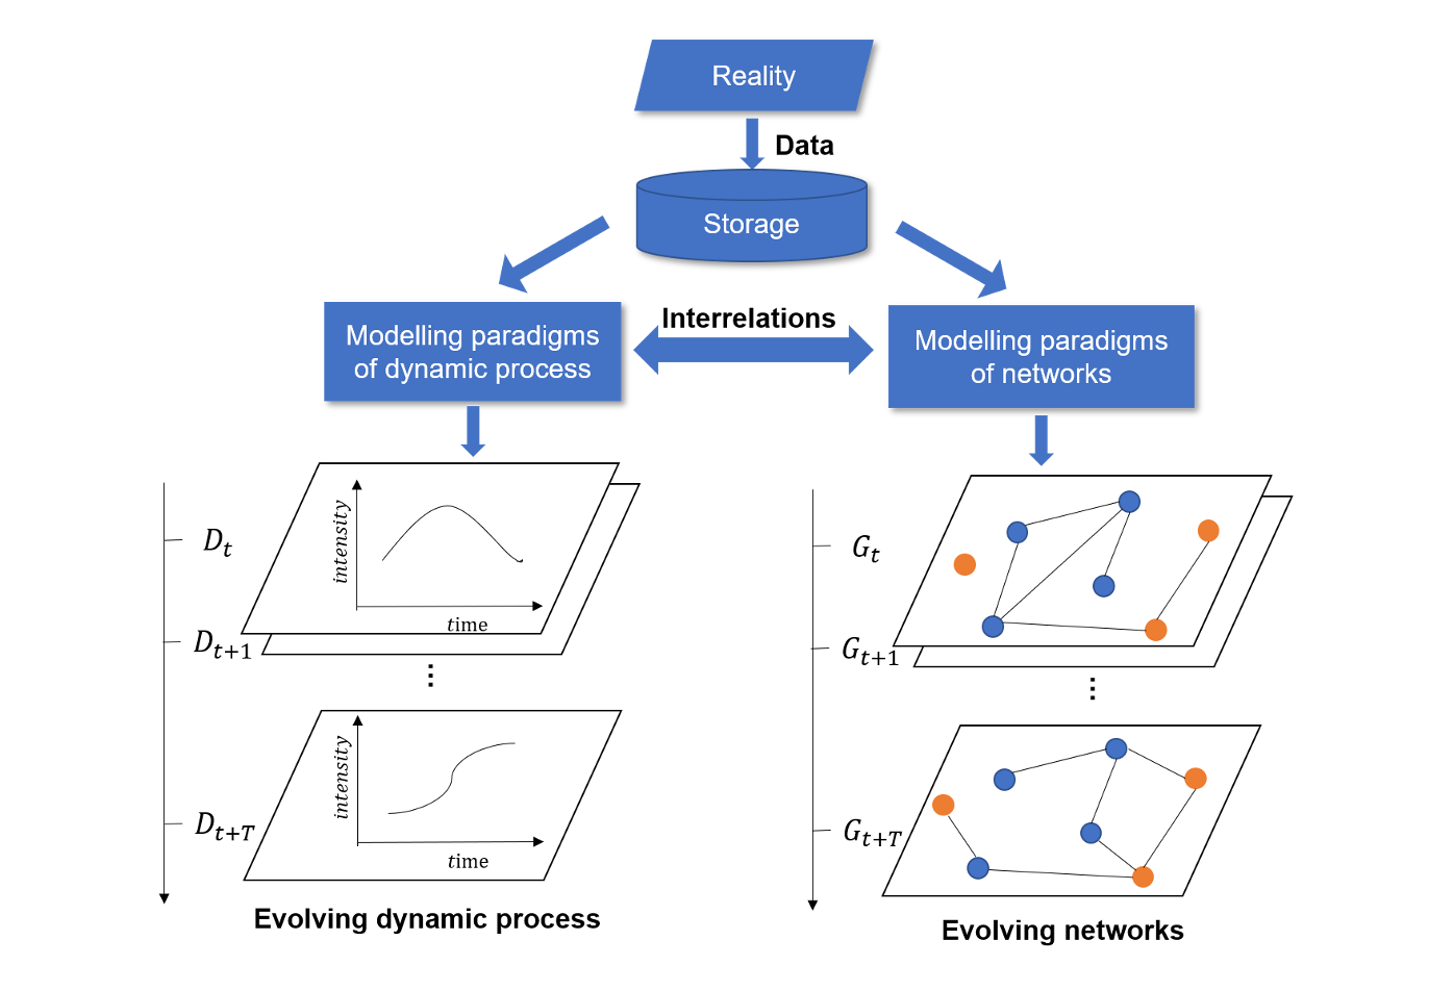 Reality
Data
Storage
Interrelations
Modelling paradigms
of dynamic process
Modelling paradigms
of networks
D_t
intensity
time
D_{t+1}
⋮
D_{t+T}
intensity
time
Evolving dynamic process
G_t
G_{t+1}
⋮
G_{t+T}
Evolving networks